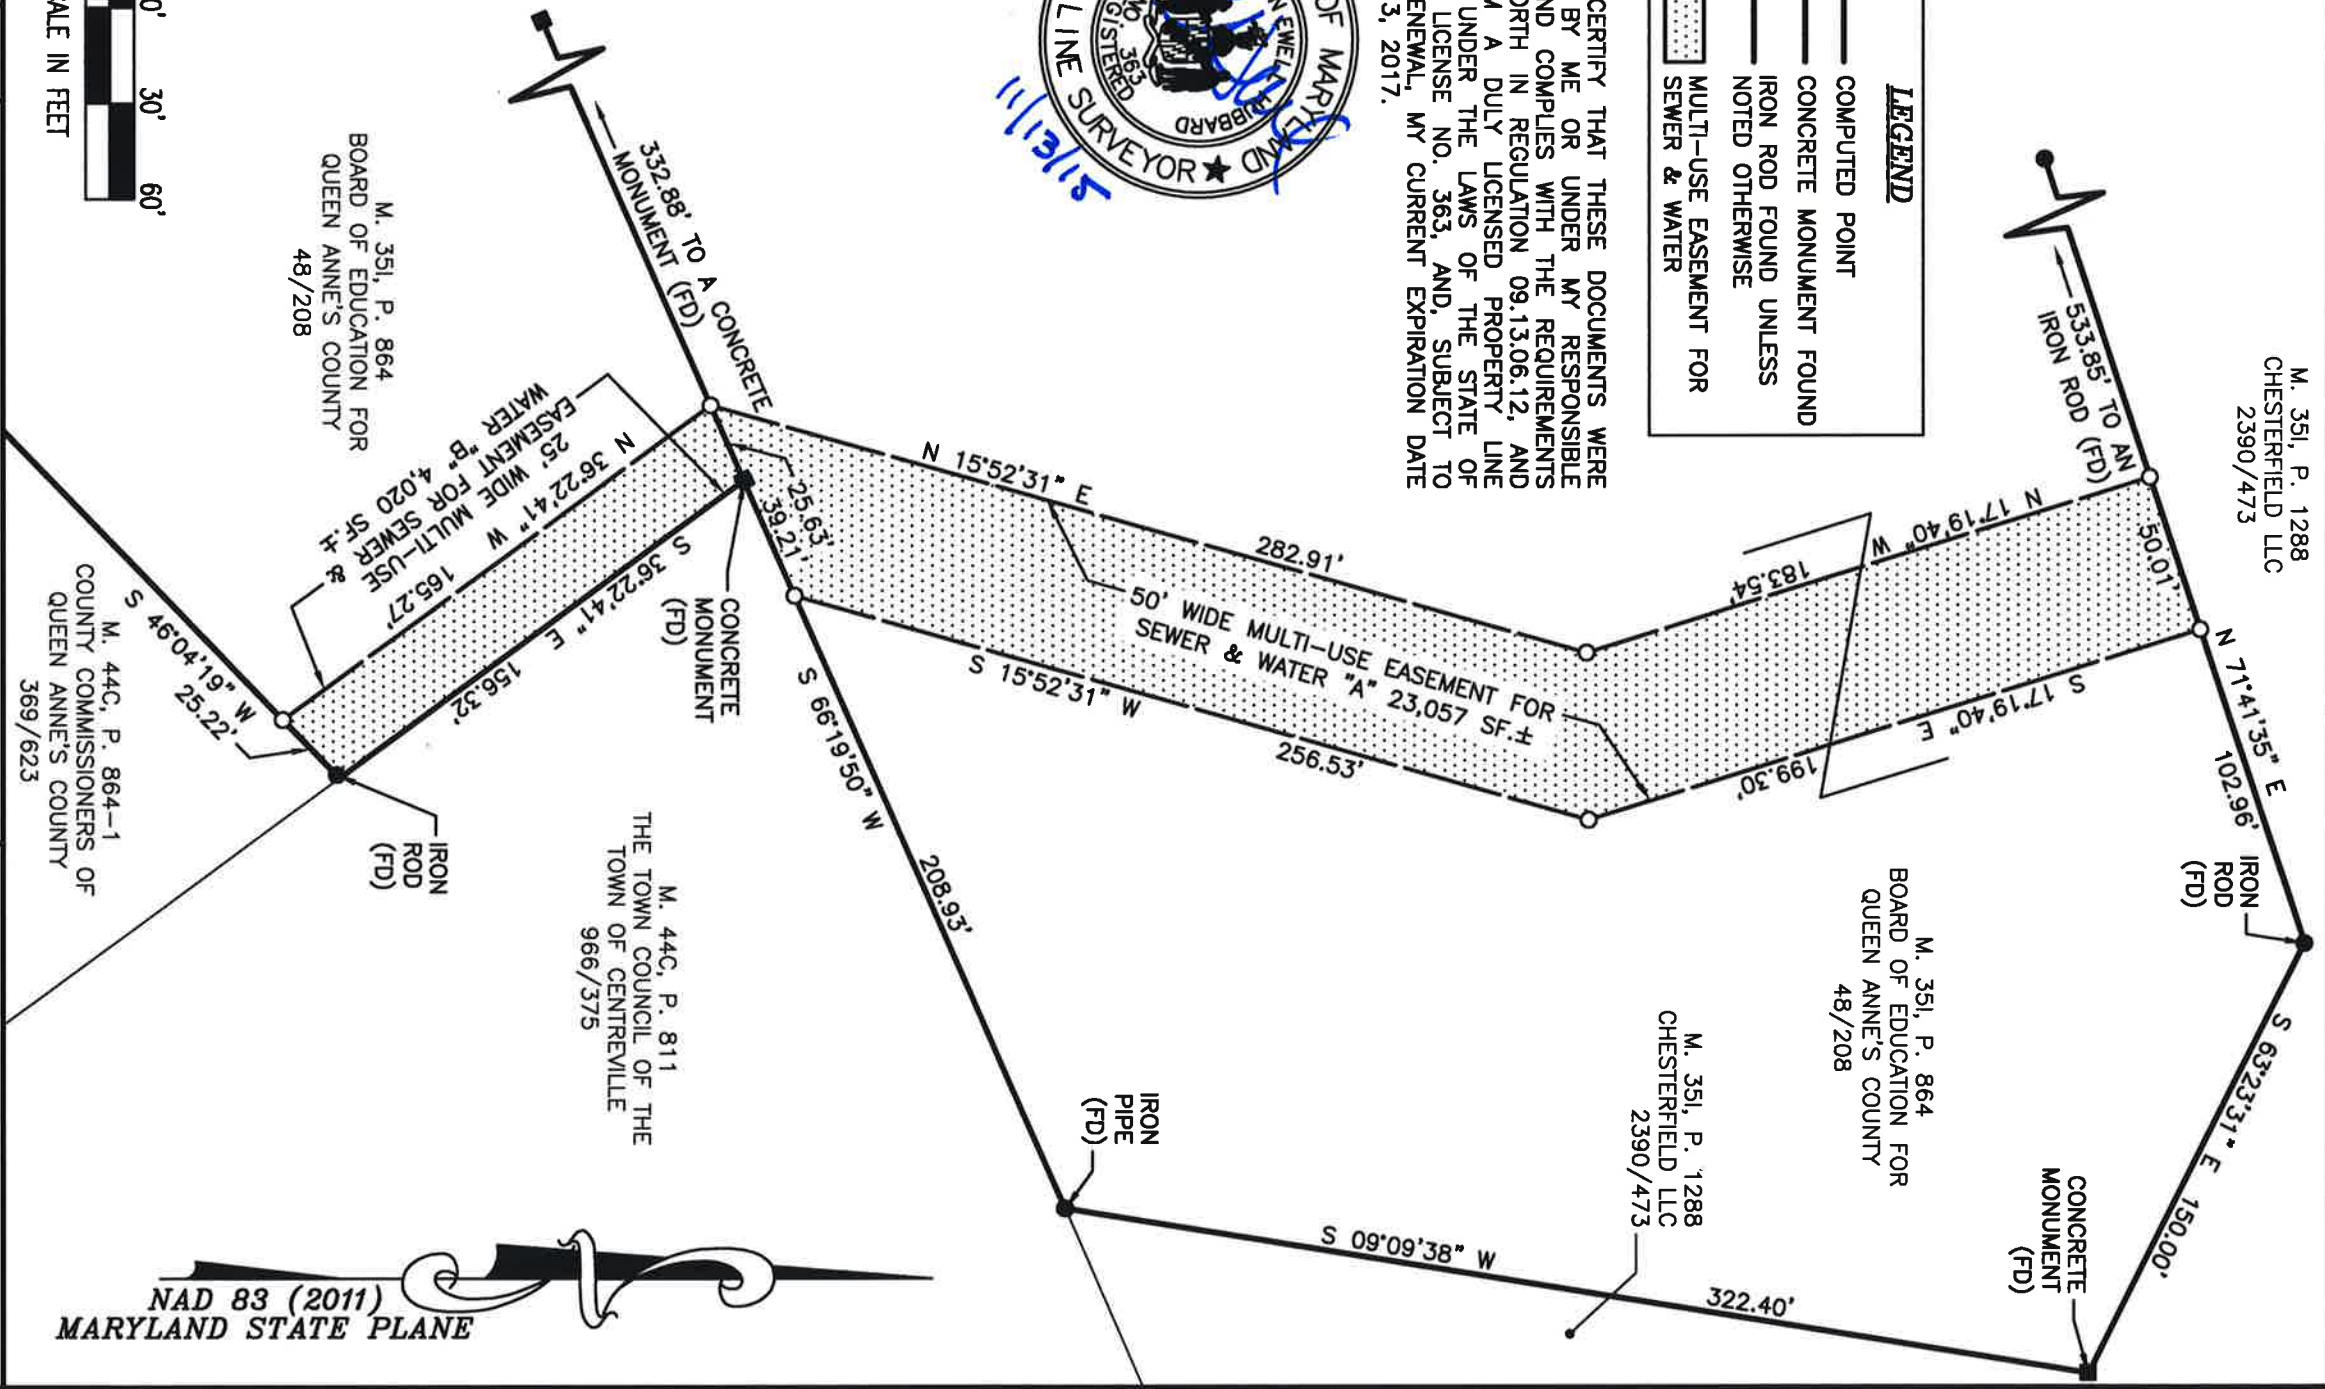 M. 35I, P. 1288
CHESTERFIELD LLC
2390/473
LEGEND
COMPUTED POINT
CONCRETE MONUMENT FOUND
IRON ROD FOUND UNLESS
NOTED OTHERWISE
MULTI-USE EASEMENT FOR
SEWER & WATER
CERTIFY THAT THESE DOCUMENTS WERE
BY ME OR UNDER MY RESPONSIBLE
ND COMPLIES WITH THE REQUIREMENTS
ORTH IN REGULATION 09.13.06.12, AND
M A DULY LICENSED PROPERTY LINE
UNDER THE LAWS OF THE STATE OF
LICENSE NO. 363, AND, SUBJECT TO
ENEWAL, MY CURRENT EXPIRATION DATE
3, 2017.
OF MARYLAND
LINE SURVEYOR
EWELL HUBBARD
NO 363
GISTERED
11/13/15
533.85' TO AN
IRON ROD (FD)
50.01'
N 71°41'35" E
102.96'
IRON
ROD
(FD)
S 63°23'31" E
150.00'
CONCRETE
MONUMENT
(FD)
N 17°19'40" W
183.54'
S 17°19'40" E
199.30'
M. 35I, P. 864
BOARD OF EDUCATION FOR
QUEEN ANNE'S COUNTY
48/208
M. 35I, P. 1288
CHESTERFIELD LLC
2390/473
S 09°09'38" W
322.40'
N 15°52'31" E
282.91'
50' WIDE MULTI-USE EASEMENT FOR
SEWER & WATER "A" 23,057 SF.±
S 15°52'31" W
256.53'
IRON
PIPE
(FD)
332.88' TO A CONCRETE
MONUMENT (FD)
25.63'
39.21'
S 66°19'50" W
208.93'
CONCRETE
MONUMENT
(FD)
M. 35I, P. 864
BOARD OF EDUCATION FOR
QUEEN ANNE'S COUNTY
48/208
25' WIDE MULTI-USE
EASEMENT FOR SEWER &
WATER "B" 4,020 SF.±
N 36°22'41" W
165.27'
S 36°22'41" E
156.32'
S 46°04'19" W
25.22'
IRON
ROD
(FD)
M. 44C, P. 811
THE TOWN COUNCIL OF THE
TOWN OF CENTREVILLE
966/375
M. 44C, P. 864-1
COUNTY COMMISSIONERS OF
QUEEN ANNE'S COUNTY
369/623
0' 30' 60'
ALE IN FEET
NAD 83 (2011)
MARYLAND STATE PLANE